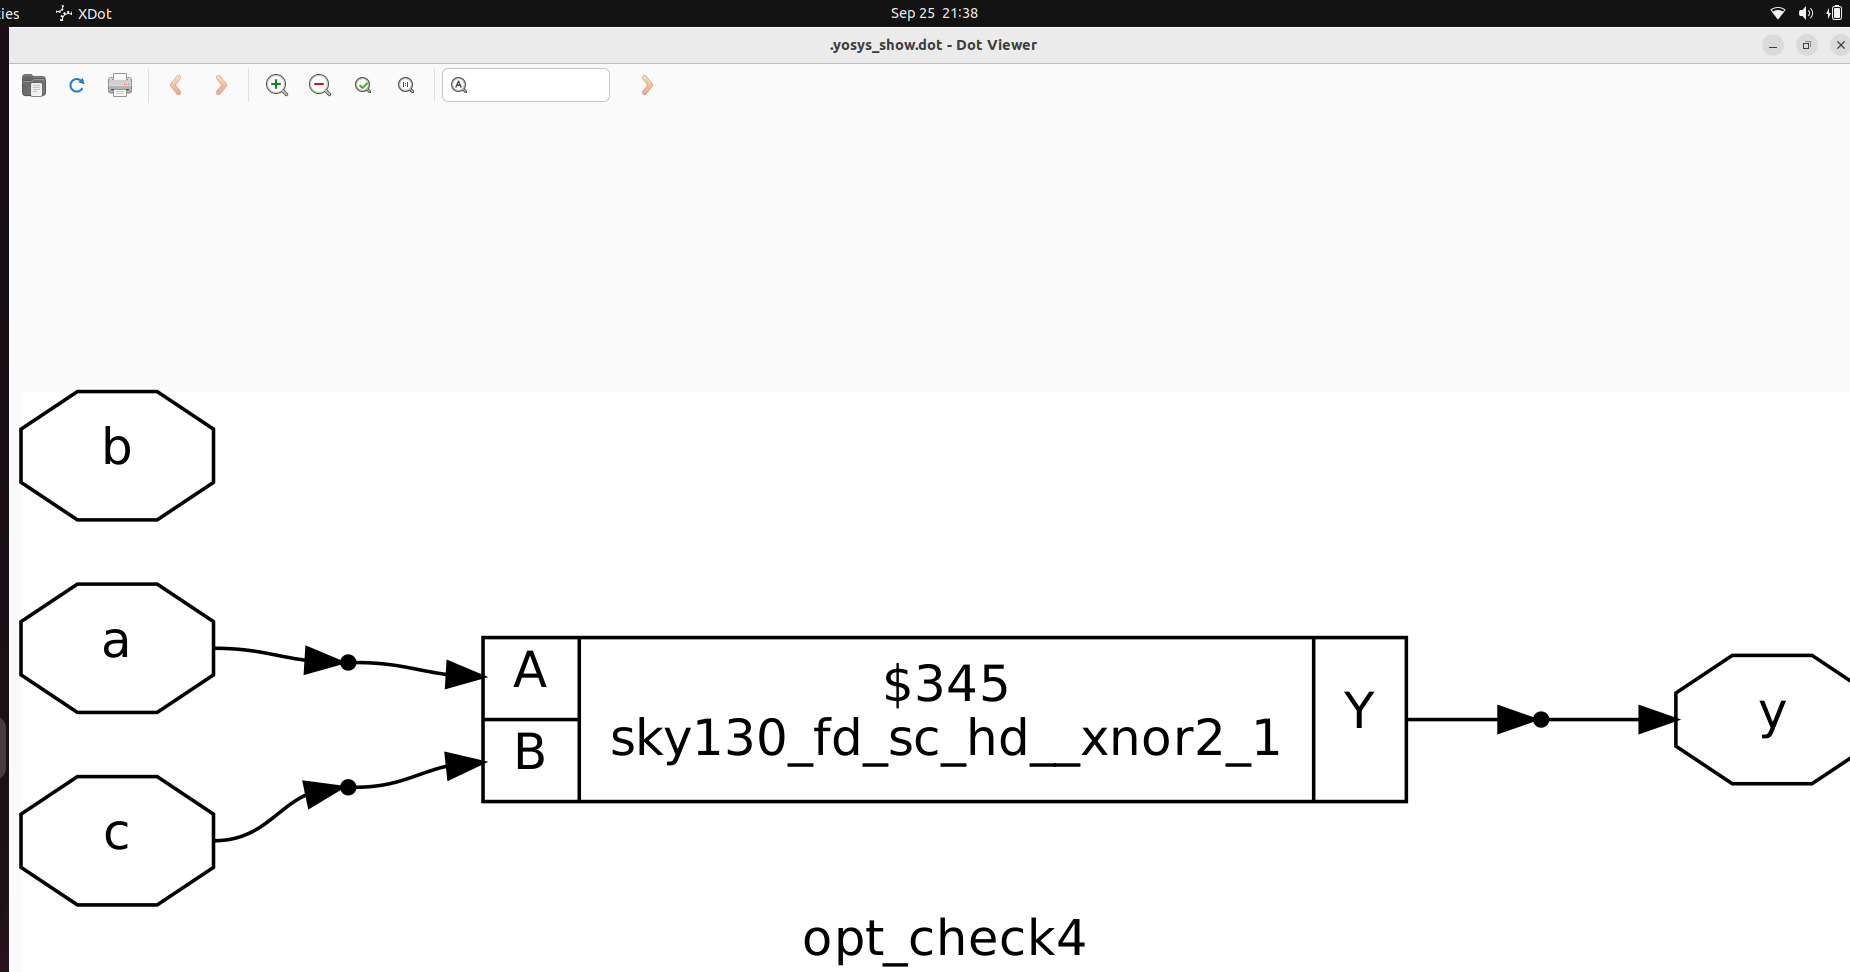 ies XDot Sep 25 21:38
.yosys_show.dot - Dot Viewer
b
a
A
$345
Y
y
sky130_fd_sc_hd__xnor2_1
B
c
opt_check4